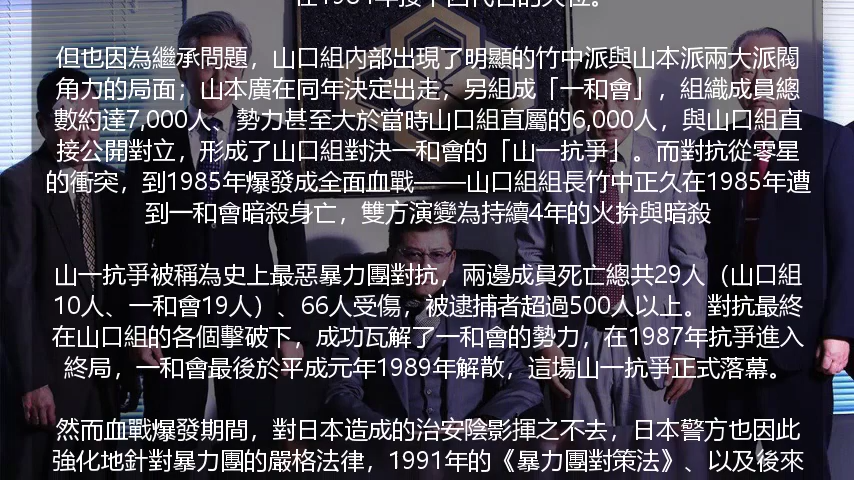 在1984年接下四代目的大位。
但也因為繼承問題，山口組內部出現了明顯的竹中派與山本派兩大派閥
角力的局面；山本廣在同年決定出走，另組成「一和會」，組織成員總
數約達7,000人、勢力甚至大於當時山口組直屬的6,000人，與山口組直
接公開對立，形成了山口組對決一和會的「山一抗爭」。而對抗從零星
的衝突，到1985年爆發成全面血戰——山口組組長竹中正久在1985年遭
到一和會暗殺身亡，雙方演變為持續4年的火拚與暗殺
山一抗爭被稱為史上最惡暴力團對抗，兩邊成員死亡總共29人（山口組
10人、一和會19人）、66人受傷，被逮捕者超過500人以上。對抗最終
在山口組的各個擊破下，成功瓦解了一和會的勢力，在1987年抗爭進入
終局，一和會最後於平成元年1989年解散，這場山一抗爭正式落幕。
然而血戰爆發期間，對日本造成的治安陰影揮之不去，日本警方也因此
強化地針對暴力團的嚴格法律，1991年的《暴力團對策法》、以及後來